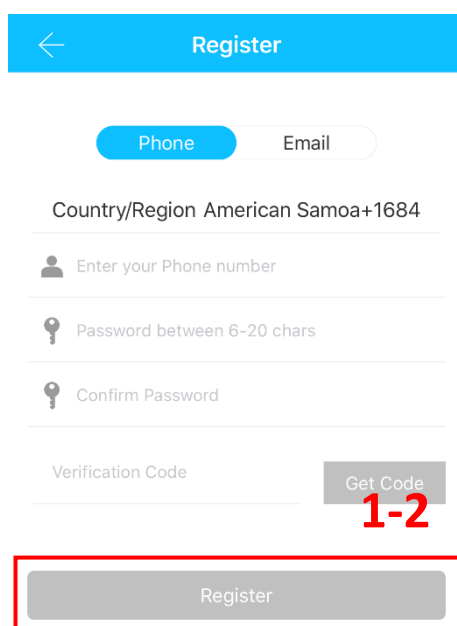 Register
Phone Email
Country/Region American Samoa+1684
Enter your Phone number
Password between 6-20 chars
Confirm Password
Verification Code Get Code
1-2
Register